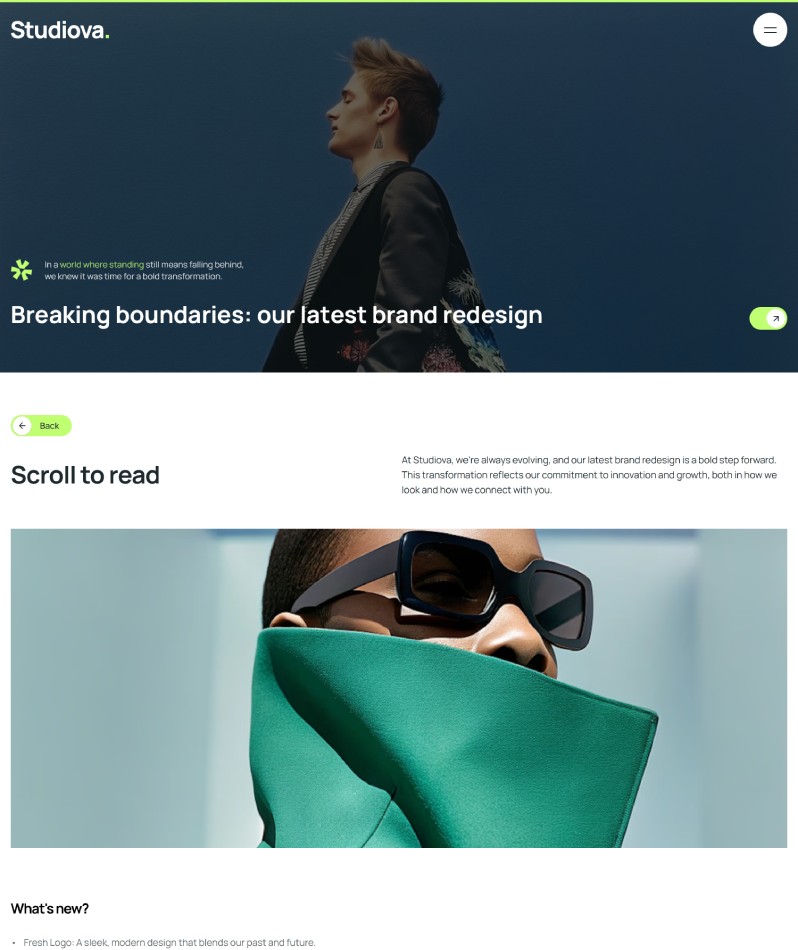 Studiova.
In a world where standing still means falling behind,
we knew it was time for a bold transformation.
Breaking boundaries: our latest brand redesign
Back
Scroll to read
At Studiova, we're always evolving, and our latest brand redesign is a bold step forward.
This transformation reflects our commitment to innovation and growth, both in how we
look and how we connect with you.
What's new?
• Fresh Logo: A sleek, modern design that blends our past and future.